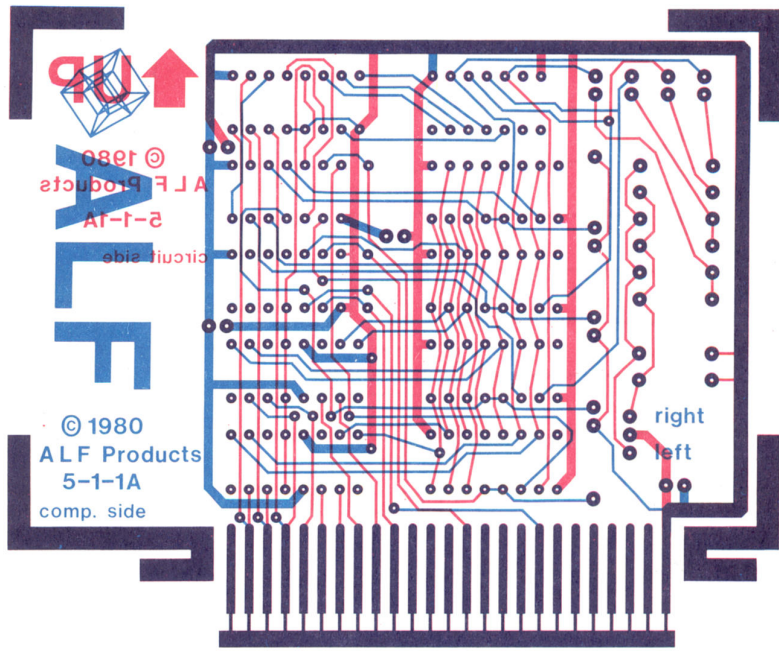 UP
© 1980
ALF Products
5-1-1A
circuit side
ALF
© 1980
ALF Products
5-1-1A
comp. side
right
left